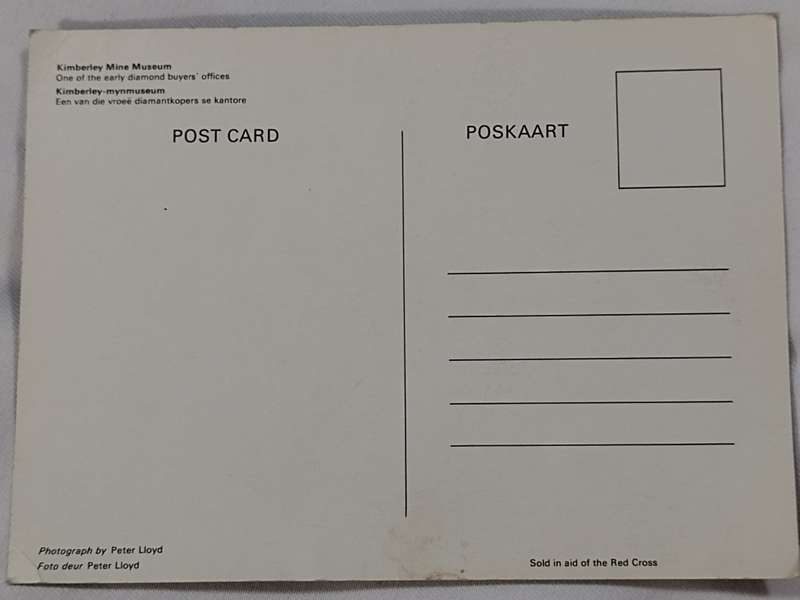 Kimberley Mine Museum
One of the early diamond buyers' offices
Kimberley-mynmuseum
Een van die vroeë diamantkopers se kantore
POST CARD
POSKAART
Photograph by Peter Lloyd
Foto deur Peter Lloyd
Sold in aid of the Red Cross